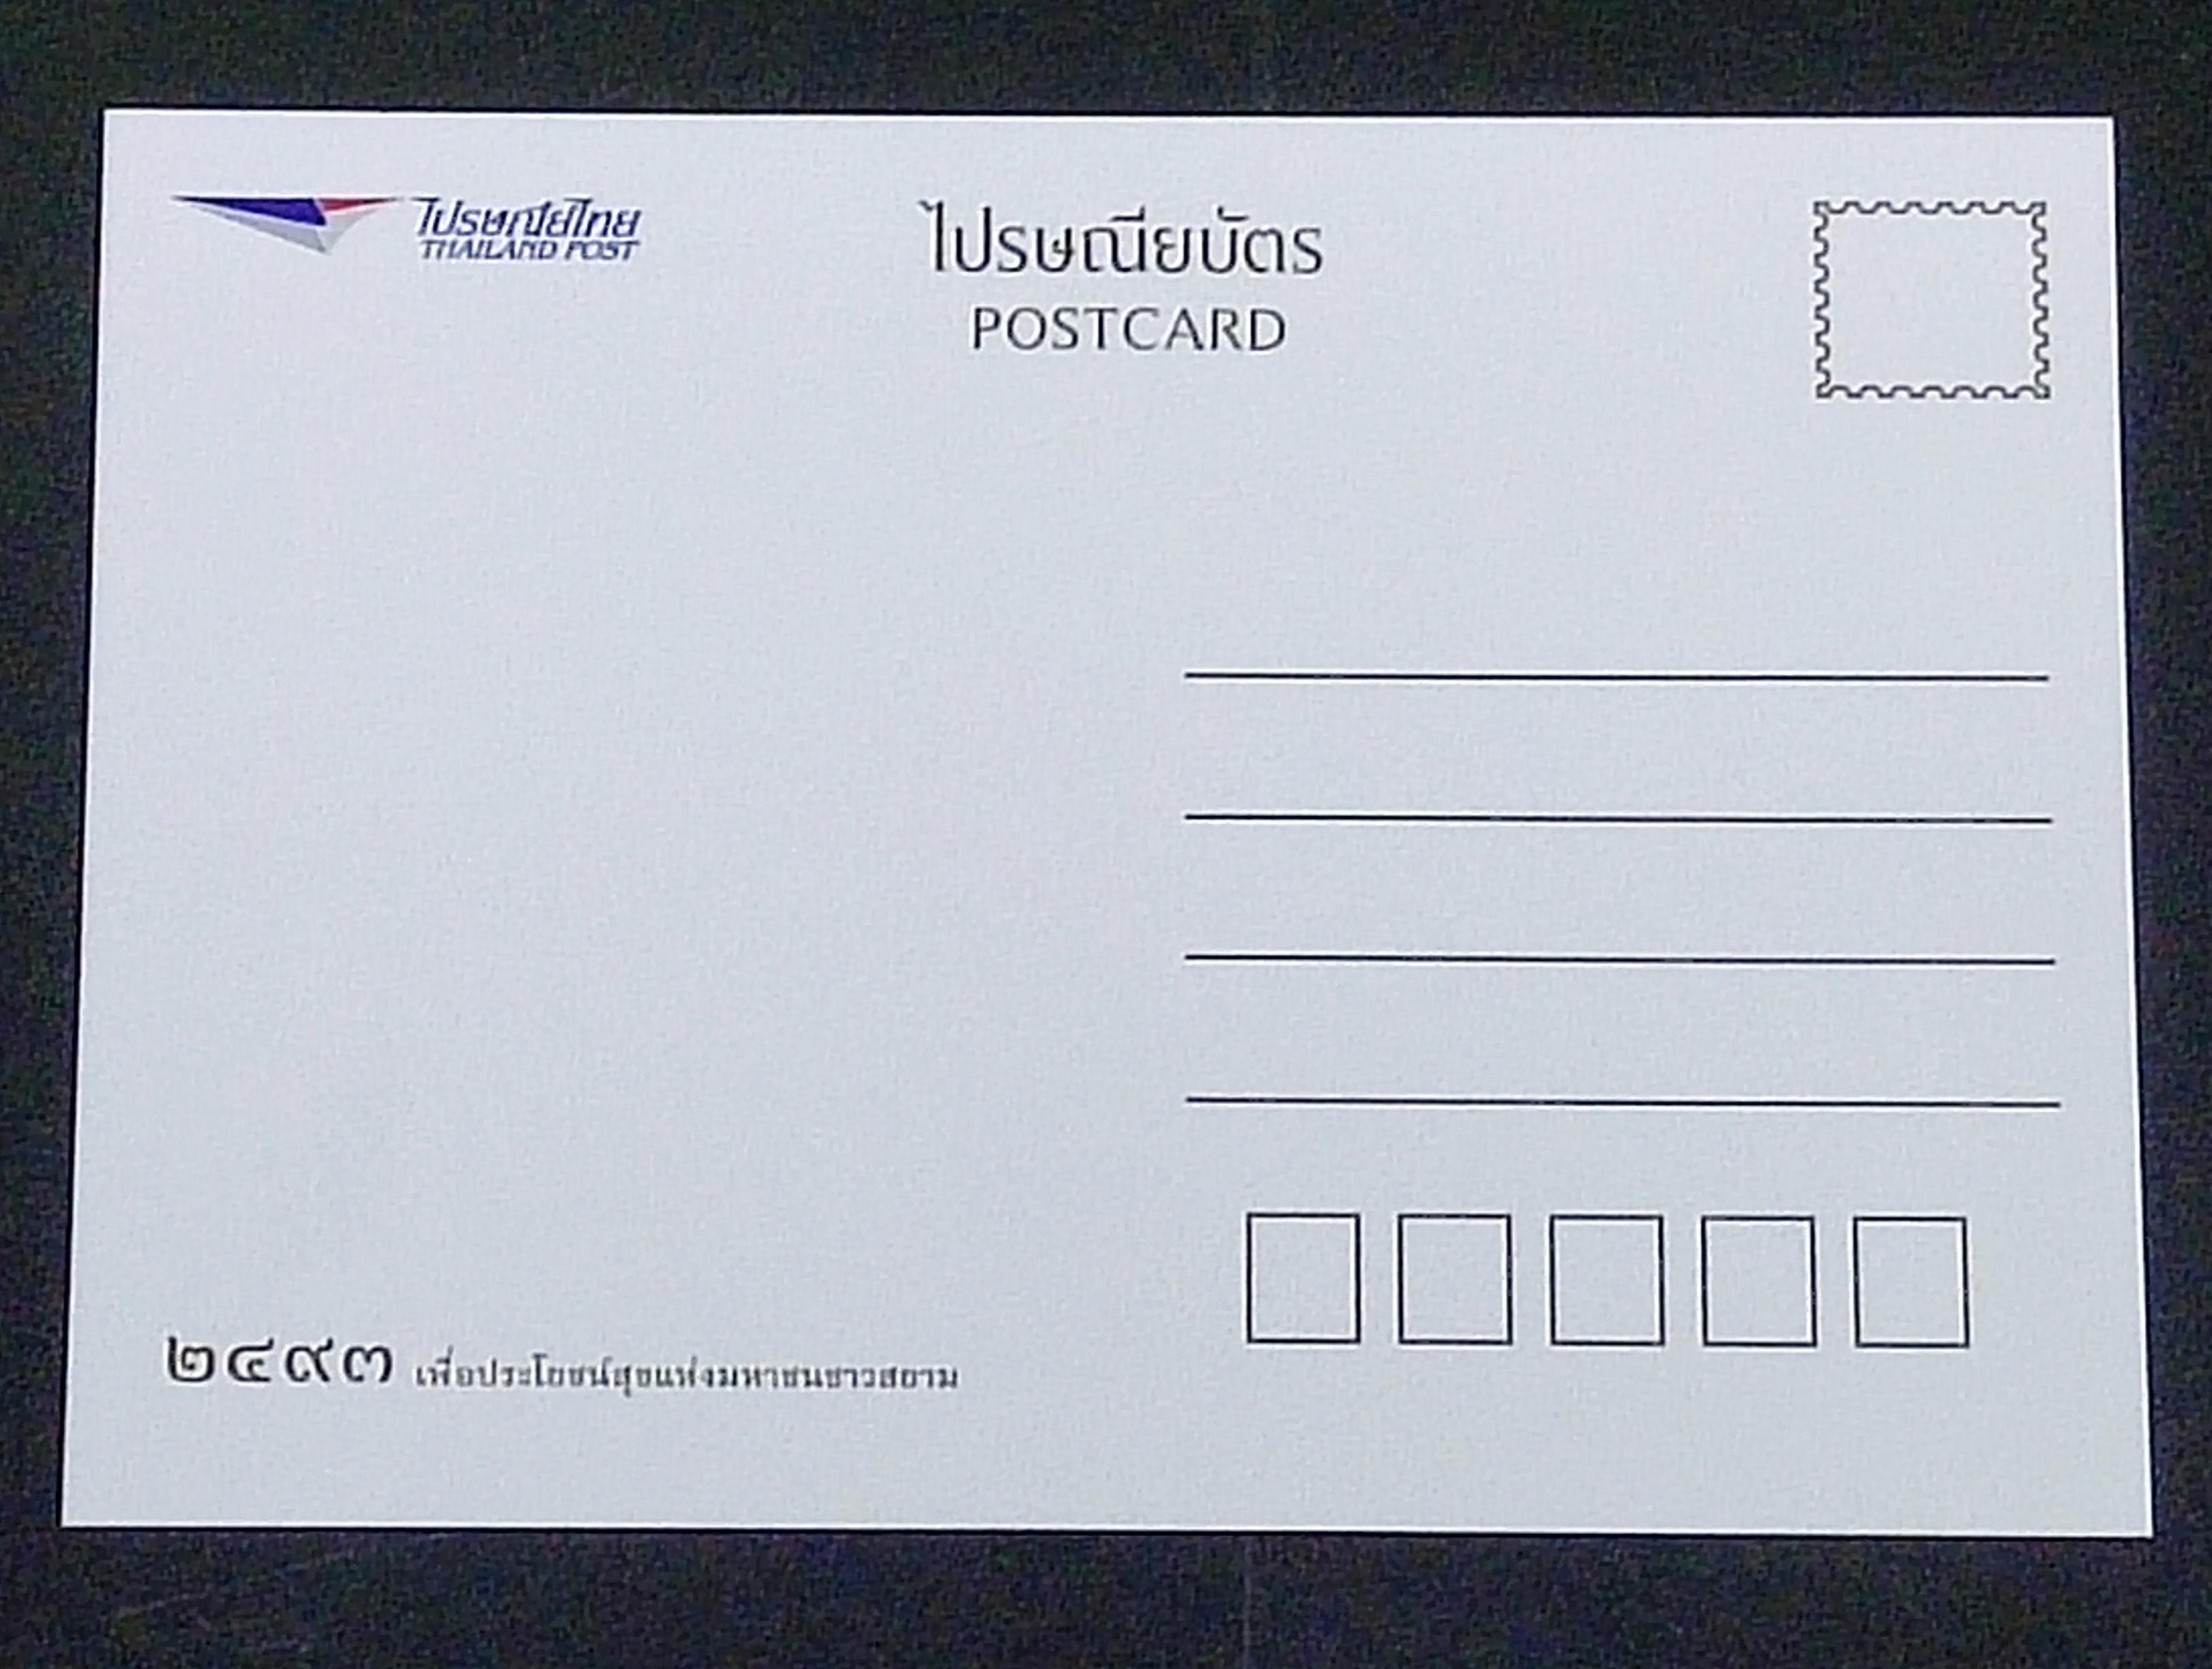 ไปรษณีย์ไทย
THAILAND POST
ไปรษณียบัตร
POSTCARD
๒๔๙๓ เพื่อประโยชน์สุขแห่งมหาชนชาวสยาม